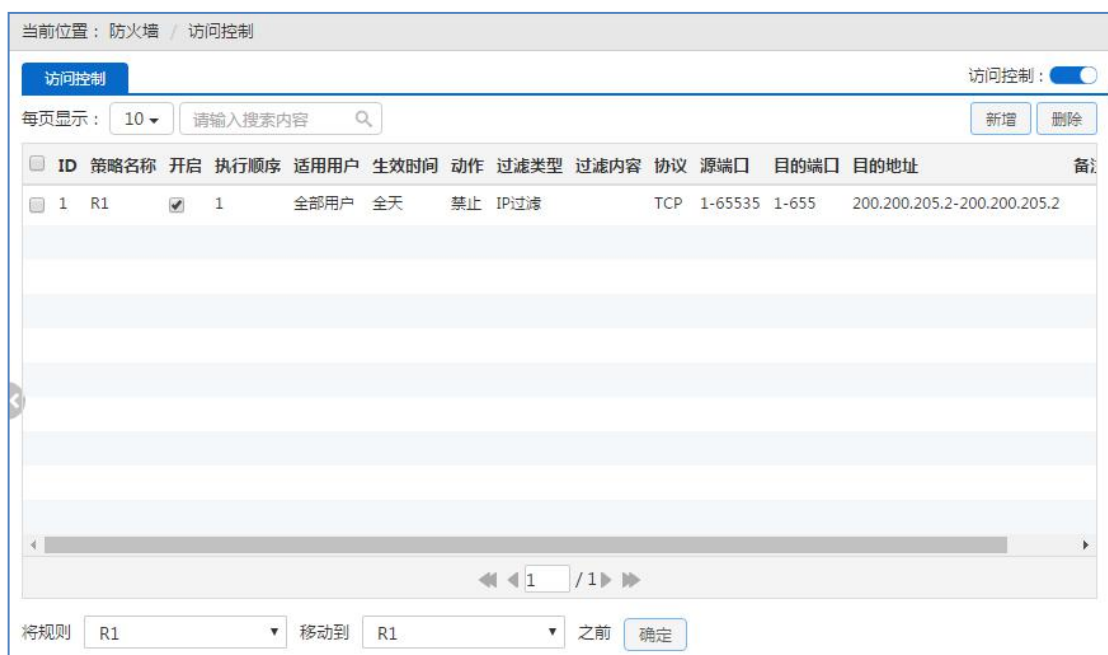 当前位置： 防火墙 / 访问控制
访问控制 访问控制：
每页显示： 10 请输入搜索内容 新增 删除
ID 策略名称 开启 执行顺序 适用用户 生效时间 动作 过滤类型 过滤内容 协议 源端口 目的端口 目的地址
1 R1 1 全部用户 全天 禁止 IP过滤 TCP 1-65535 1-655 200.200.205.2-200.200.205.2
1 / 1
将规则 R1 移动到 R1 之前 确定